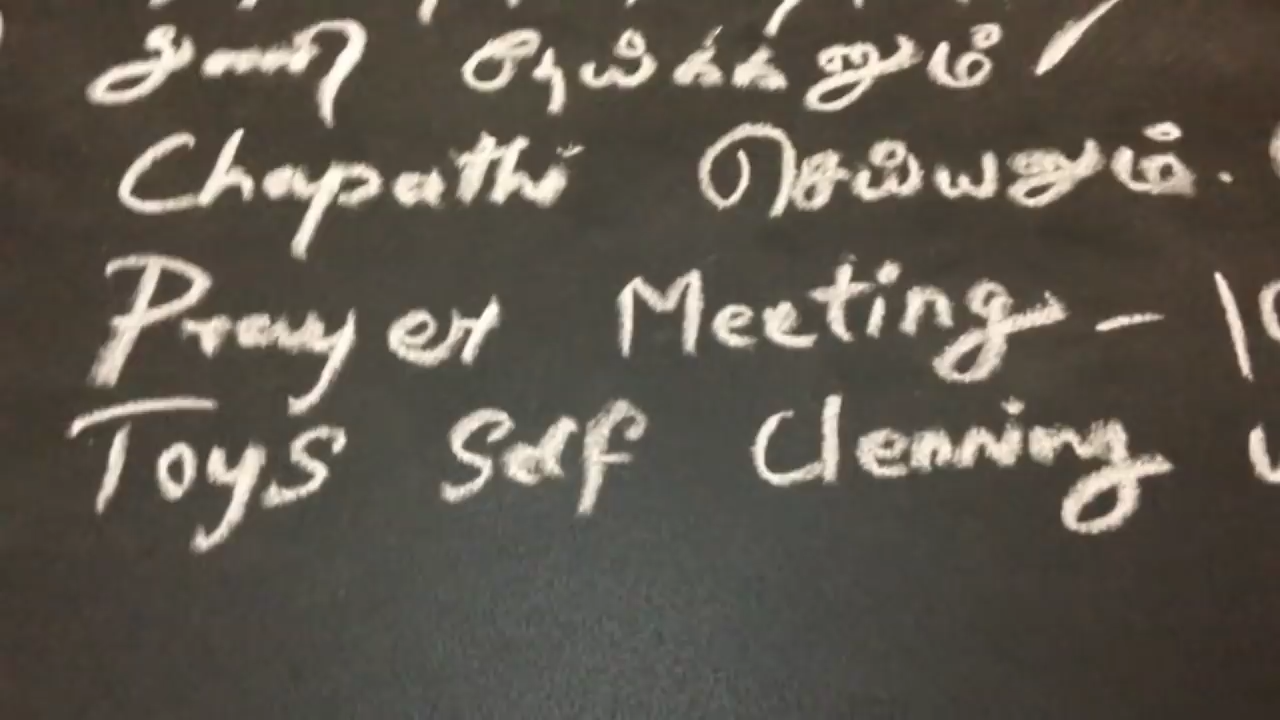 துணி தேய்க்கனும்
Chapathi செய்யனும்.
Prayer Meeting -
Toys Self Clenning